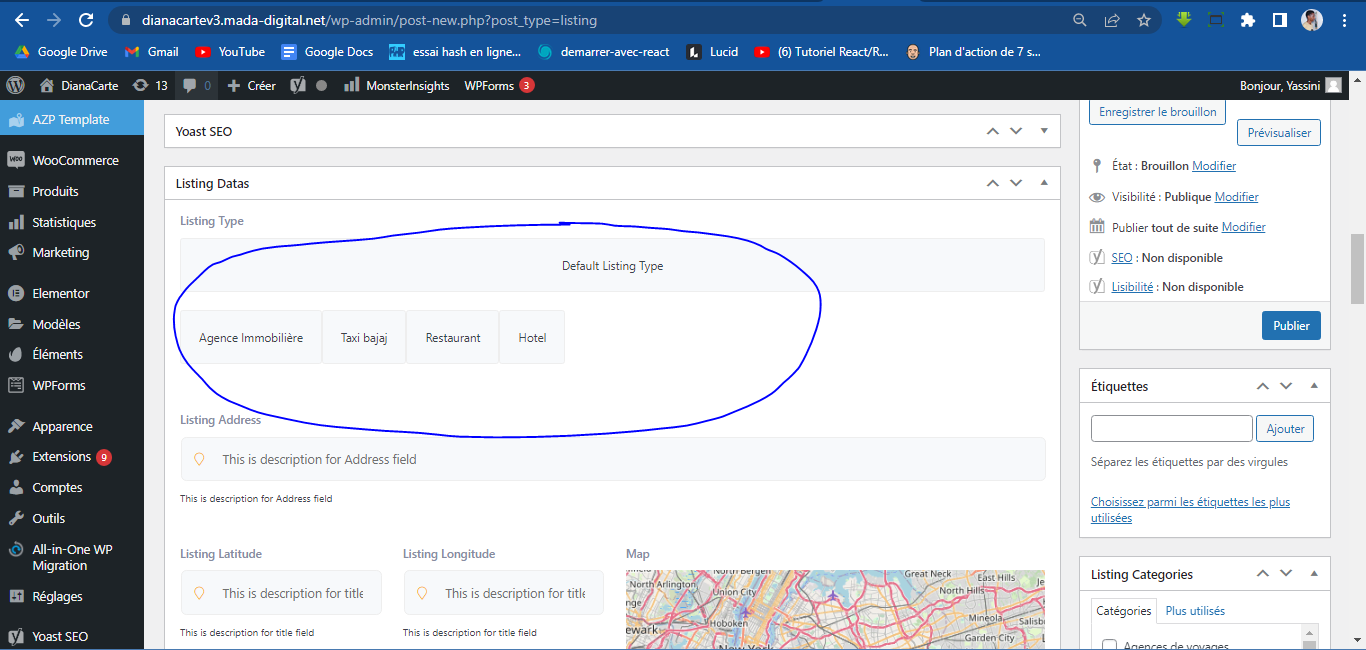 dianacartev3.mada-digital.net/wp-admin/post-new.php?post_type=listing
Google Drive Gmail YouTube Google Docs essai hash en ligne... demarrer-avec-react Lucid (6) Tutoriel React/R... Plan d'action de 7 s...
DianaCarte 13 0 Créer MonsterInsights WPForms 3 Bonjour, Yassini
AZP Template
WooCommerce
Produits
Statistiques
Marketing
Elementor
Modèles
Éléments
WPForms
Apparence
Extensions 9
Comptes
Outils
All-in-One WP
Migration
Réglages
Yoast SEO
Yoast SEO
Listing Datas
Listing Type
Default Listing Type
Agence Immobilière Taxi bajaj Restaurant Hotel
Listing Address
This is description for Address field
This is description for Address field
Listing Latitude Listing Longitude Map
This is description for title This is description for title
This is description for title field This is description for title field
North Bergen
Great Neck
East Hills
North Arlington
Union City
North Hills
Hoboken
Mineola
Garden City
New York
Enregistrer le brouillon
Prévisualiser
État : Brouillon Modifier
Visibilité : Publique Modifier
Publier tout de suite Modifier
SEO : Non disponible
Lisibilité : Non disponible
Publier
Étiquettes
Ajouter
Séparez les étiquettes par des virgules
Choisissez parmi les étiquettes les plus
utilisées
Listing Categories
Catégories Plus utilisés
Agences de voyages